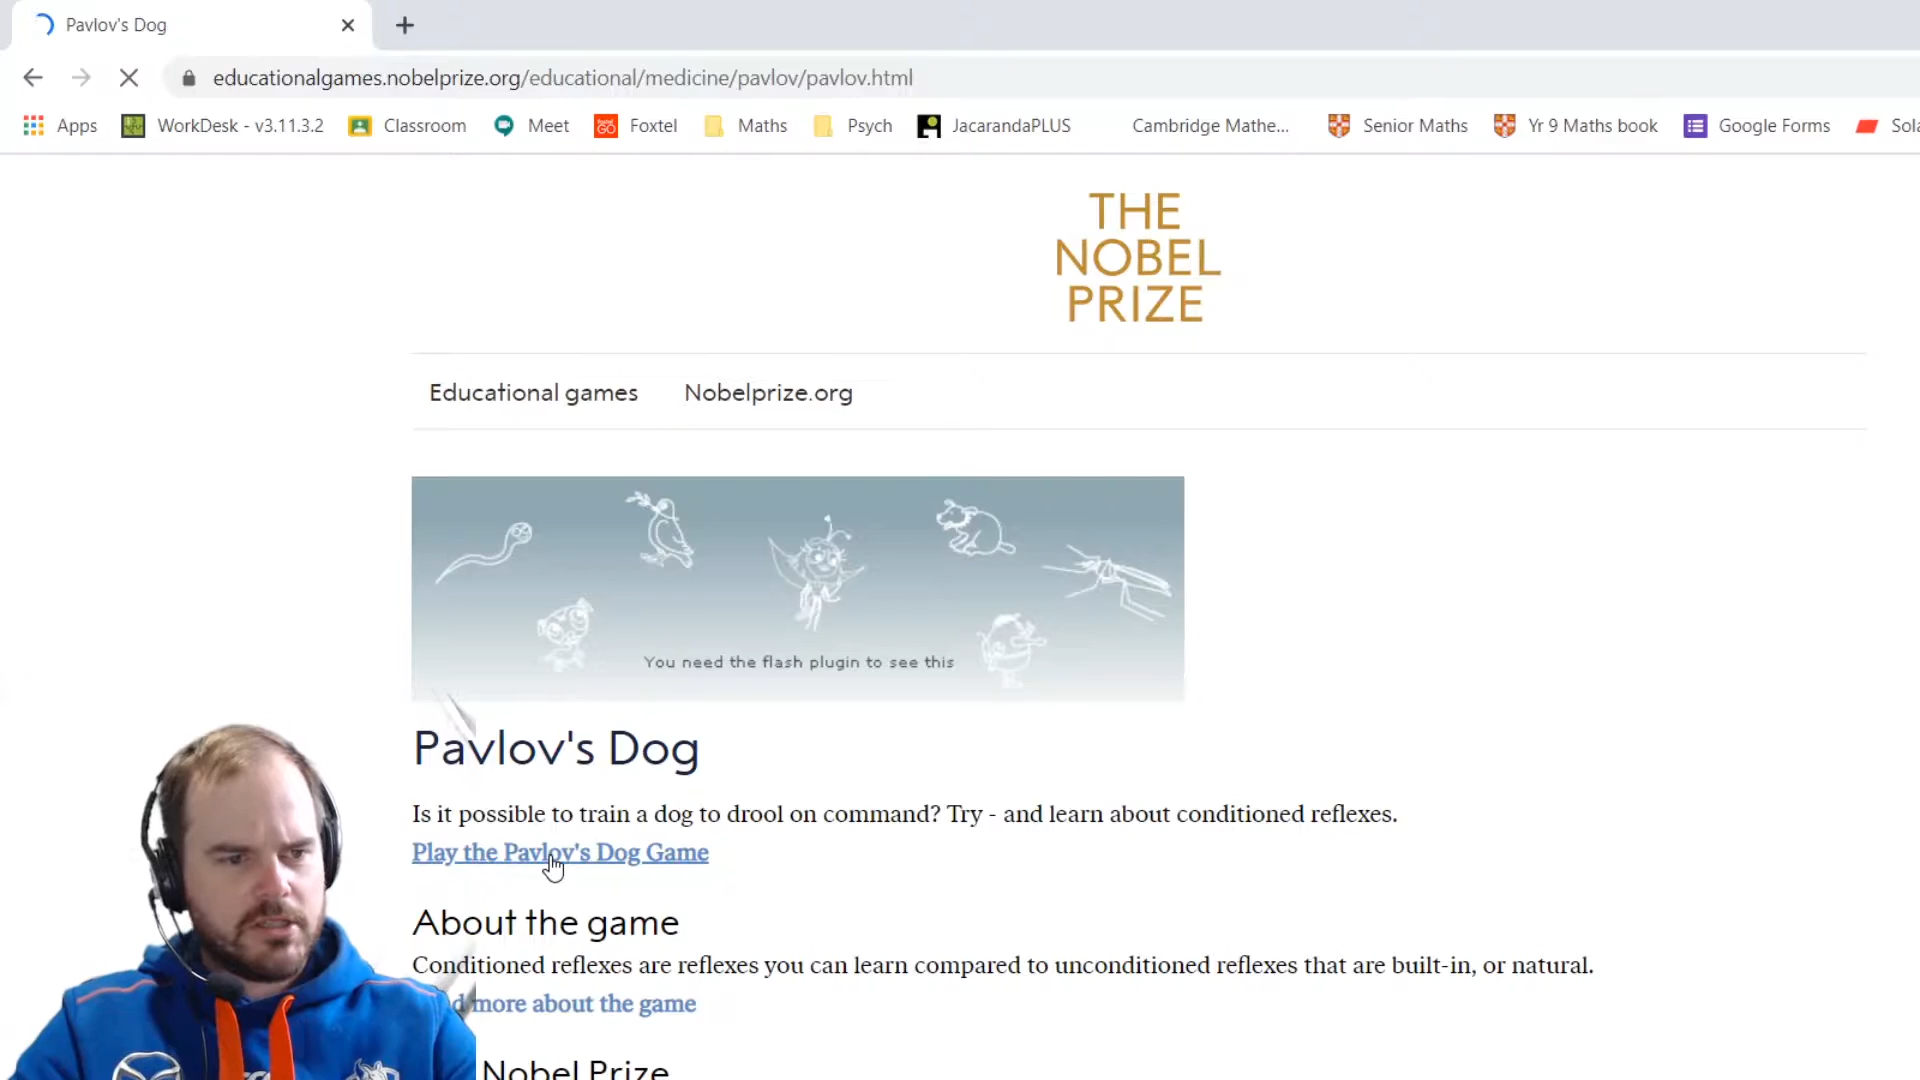 Pavlov's Dog
educationalgames.nobelprize.org/educational/medicine/pavlov/pavlov.html
Apps WorkDesk - v3.11.3.2 Classroom Meet Foxtel Maths Psych JacarandaPLUS Cambridge Mathe... Senior Maths Yr 9 Maths book Google Forms Sola
THE
NOBEL
PRIZE
Educational games Nobelprize.org
You need the flash plugin to see this
Pavlov's Dog
Is it possible to train a dog to drool on command? Try - and learn about conditioned reflexes.
Play the Pavlov's Dog Game
About the game
Conditioned reflexes are reflexes you can learn compared to unconditioned reflexes that are built-in, or natural.
d more about the game
Nobel Prize